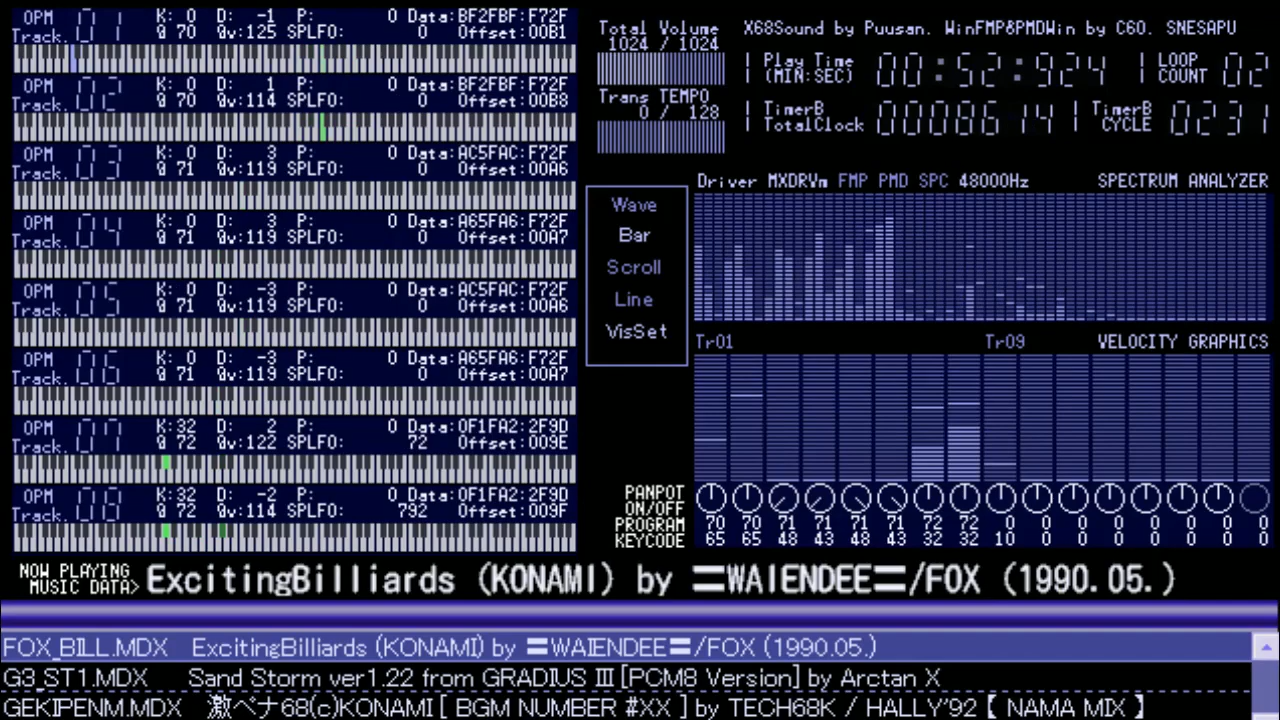 OPM Track. 01 K: 0 D: -1 P: 0 Data:BF2FBF:F72F
@ 70 @v:125 SPLFO: 0 Offset:00B1
OPM Track. 02 K: 0 D: 1 P: 0 Data:BF2FBF:F72F
@ 70 @v:114 SPLFO: 0 Offset:00B8
OPM Track. 03 K: 0 D: 3 P: 0 Data:AC5FAC:F72F
@ 71 @v:119 SPLFO: 0 Offset:00A6
OPM Track. 04 K: 0 D: 3 P: 0 Data:A65FA6:F72F
@ 71 @v:119 SPLFO: 0 Offset:00A7
OPM Track. 05 K: 0 D: -3 P: 0 Data:AC5FAC:F72F
@ 71 @v:119 SPLFO: 0 Offset:00A6
OPM Track. 06 K: 0 D: -3 P: 0 Data:A65FA6:F72F
@ 71 @v:119 SPLFO: 0 Offset:00A7
OPM Track. 07 K:32 D: 2 P: 0 Data:0F1FA2:2F9D
@ 72 @v:122 SPLFO: 72 Offset:009E
OPM Track. 08 K:32 D: -2 P: 0 Data:0F1FA2:2F9D
@ 72 @v:114 SPLFO: 792 Offset:009F
Total Volume
1024 / 1024
Trans TEMPO
0 / 128
X68Sound by Puusan. WinFMP&PMDWin by C60. SNESAPU
Play Time (MIN:SEC) 00:52:924 LOOP COUNT 02
TimerB TotalClock 00086 14 TimerB CYCLE 0231
Wave
Bar
Scroll
Line
VisSet
Driver MXDRVm FMP PMD SPC 48000Hz SPECTRUM ANALYZER
Tr01 Tr09 VELOCITY GRAPHICS
PANPOT
ON/OFF
PROGRAM 70 70 71 71 71 71 72 72 0 0 0 0 0 0 0 0
KEYCODE 65 65 48 43 48 43 32 32 10 0 0 0 0 0 0 0
NOW PLAYING MUSIC DATA> ExcitingBilliards (KONAMI) by 〓WAIENDEE〓/FOX (1990.05.)
FOX_BILL.MDX ExcitingBilliards (KONAMI) by 〓WAIENDEE〓/FOX (1990.05.)
G3_ST1.MDX Sand Storm ver1.22 from GRADIUS Ⅲ [PCM8 Version] by Arctan X
GEKIPENM.MDX 激ペナ68(c)KONAMI [ BGM NUMBER #XX ] by TECH68K / HALLY'92【 NAMA MIX 】